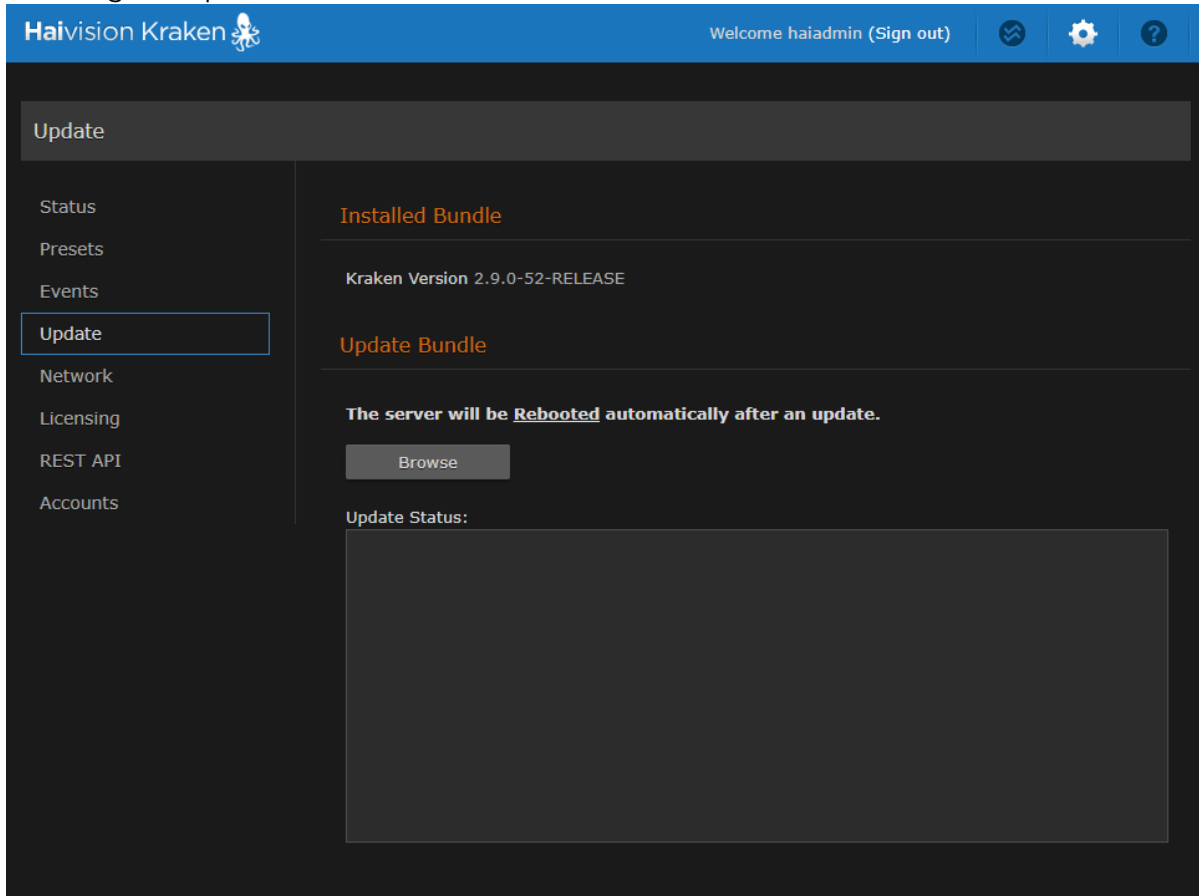 Haivision Kraken
Welcome haiadmin (Sign out)
?
Update
Status
Presets
Events
Update
Network
Licensing
REST API
Accounts
Installed Bundle
Kraken Version 2.9.0-52-RELEASE
Update Bundle
The server will be Rebooted automatically after an update.
Browse
Update Status: